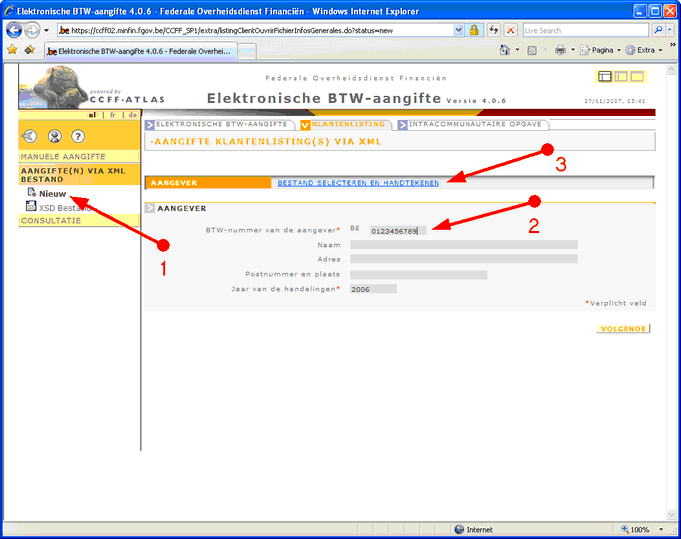 Elektronische BTW-aangifte 4.0.6 - Federale Overheidsdienst Financiën - Windows Internet Explorer
.be https://ccff02.minfin.fgov.be/CCFF_SP1/extra/listingClientOuvrirFichierInfosGenerales.do?status=new
Live Search
.be Elektronische BTW-aangifte 4.0.6 - Federale Overhei...
Pagina
Extra
Federale Overheidsdienst Financiën
powered by
CCFF-ATLAS
Elektronische BTW-aangifte Versie 4.0.6
27/11/2007, 13:41
nl | fr | de
ELEKTRONISCHE BTW-AANGIFTE
KLANTENLISTING
INTRACOMMUNAUTAIRE OPGAVE
-AANGIFTE KLANTENLISTING(S) VIA XML
MANUELE AANGIFTE
AANGIFTE(N) VIA XML
BESTAND
Nieuw
XSD Bestand
CONSULTATIE
1
3
AANGEVER
BESTAND SELECTEREN EN HANDTEKENEN
AANGEVER
2
BTW-nummer van de aangever* BE 0123456789
Naam
Adres
Postnummer en plaats
Jaar van de handelingen* 2006
*Verplicht veld
VOLGENDE
Internet
100%